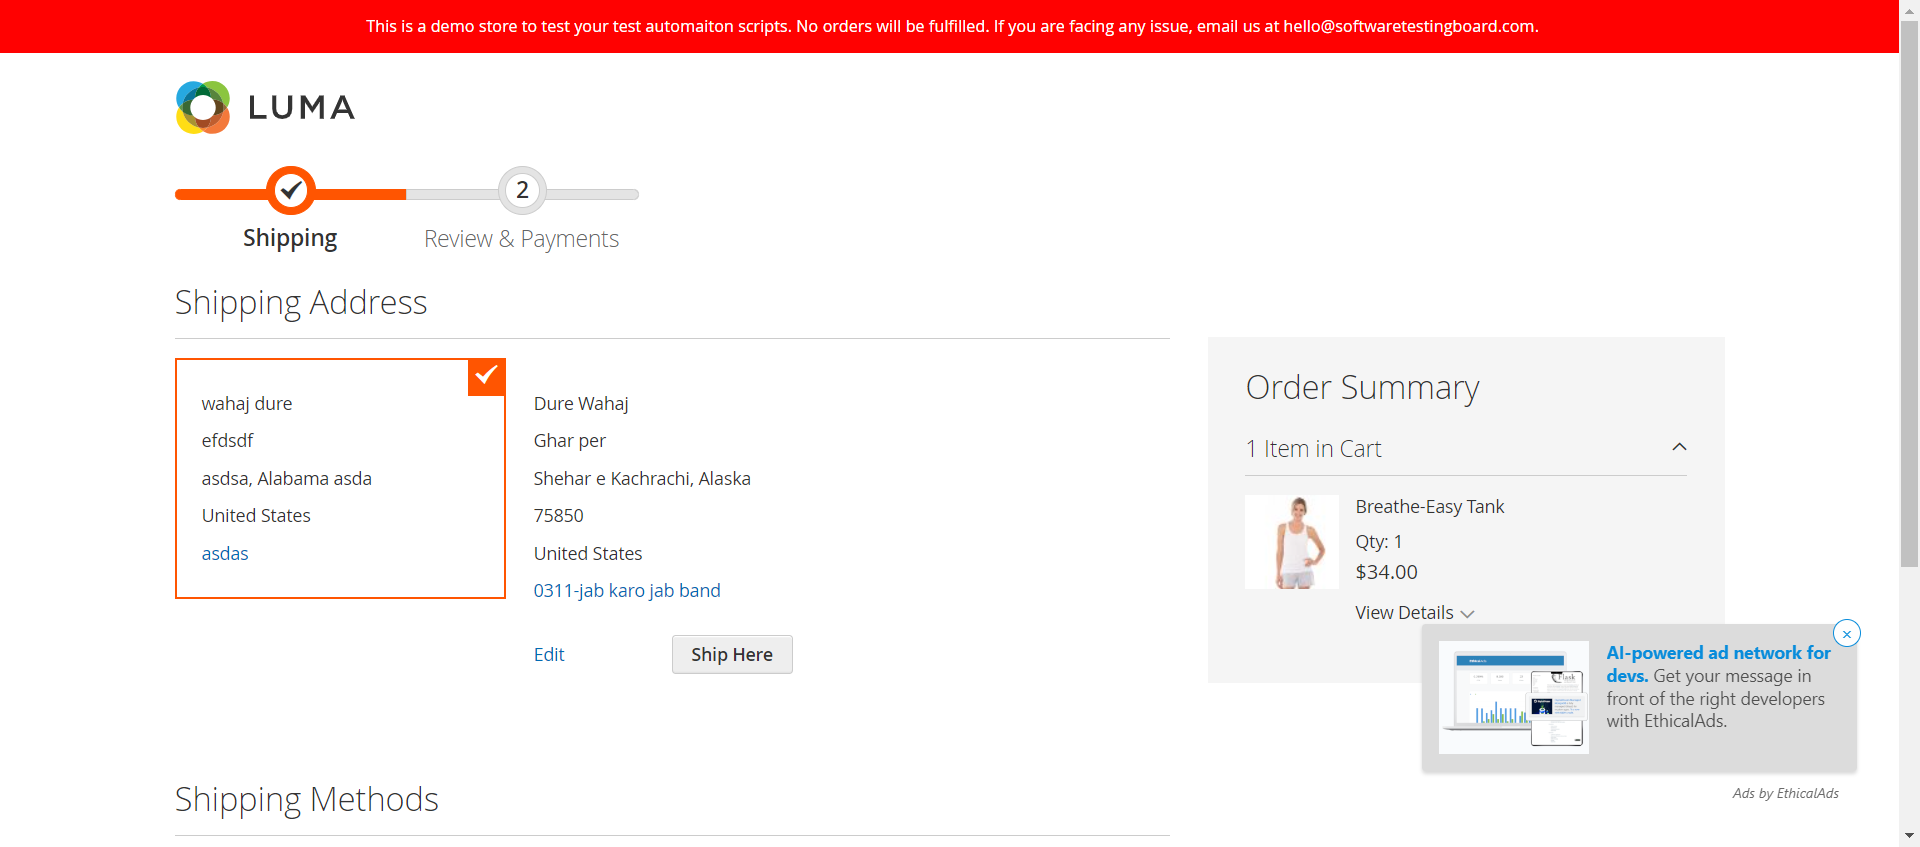 This is a demo store to test your test automaiton scripts. No orders will be fulfilled. If you are facing any issue, email us at hello@softwaretestingboard.com.
LUMA
2
Shipping
Review & Payments
Shipping Address
wahaj dure
efdsdf
asdsa, Alabama asda
United States
asdas
Dure Wahaj
Ghar per
Shehar e Kachrachi, Alaska
75850
United States
0311-jab karo jab band
Edit
Ship Here
Order Summary
1 Item in Cart
Breathe-Easy Tank
Qty: 1
$34.00
View Details
AI-powered ad network for
devs. Get your message in
front of the right developers
with EthicalAds.
Ads by EthicalAds
Shipping Methods